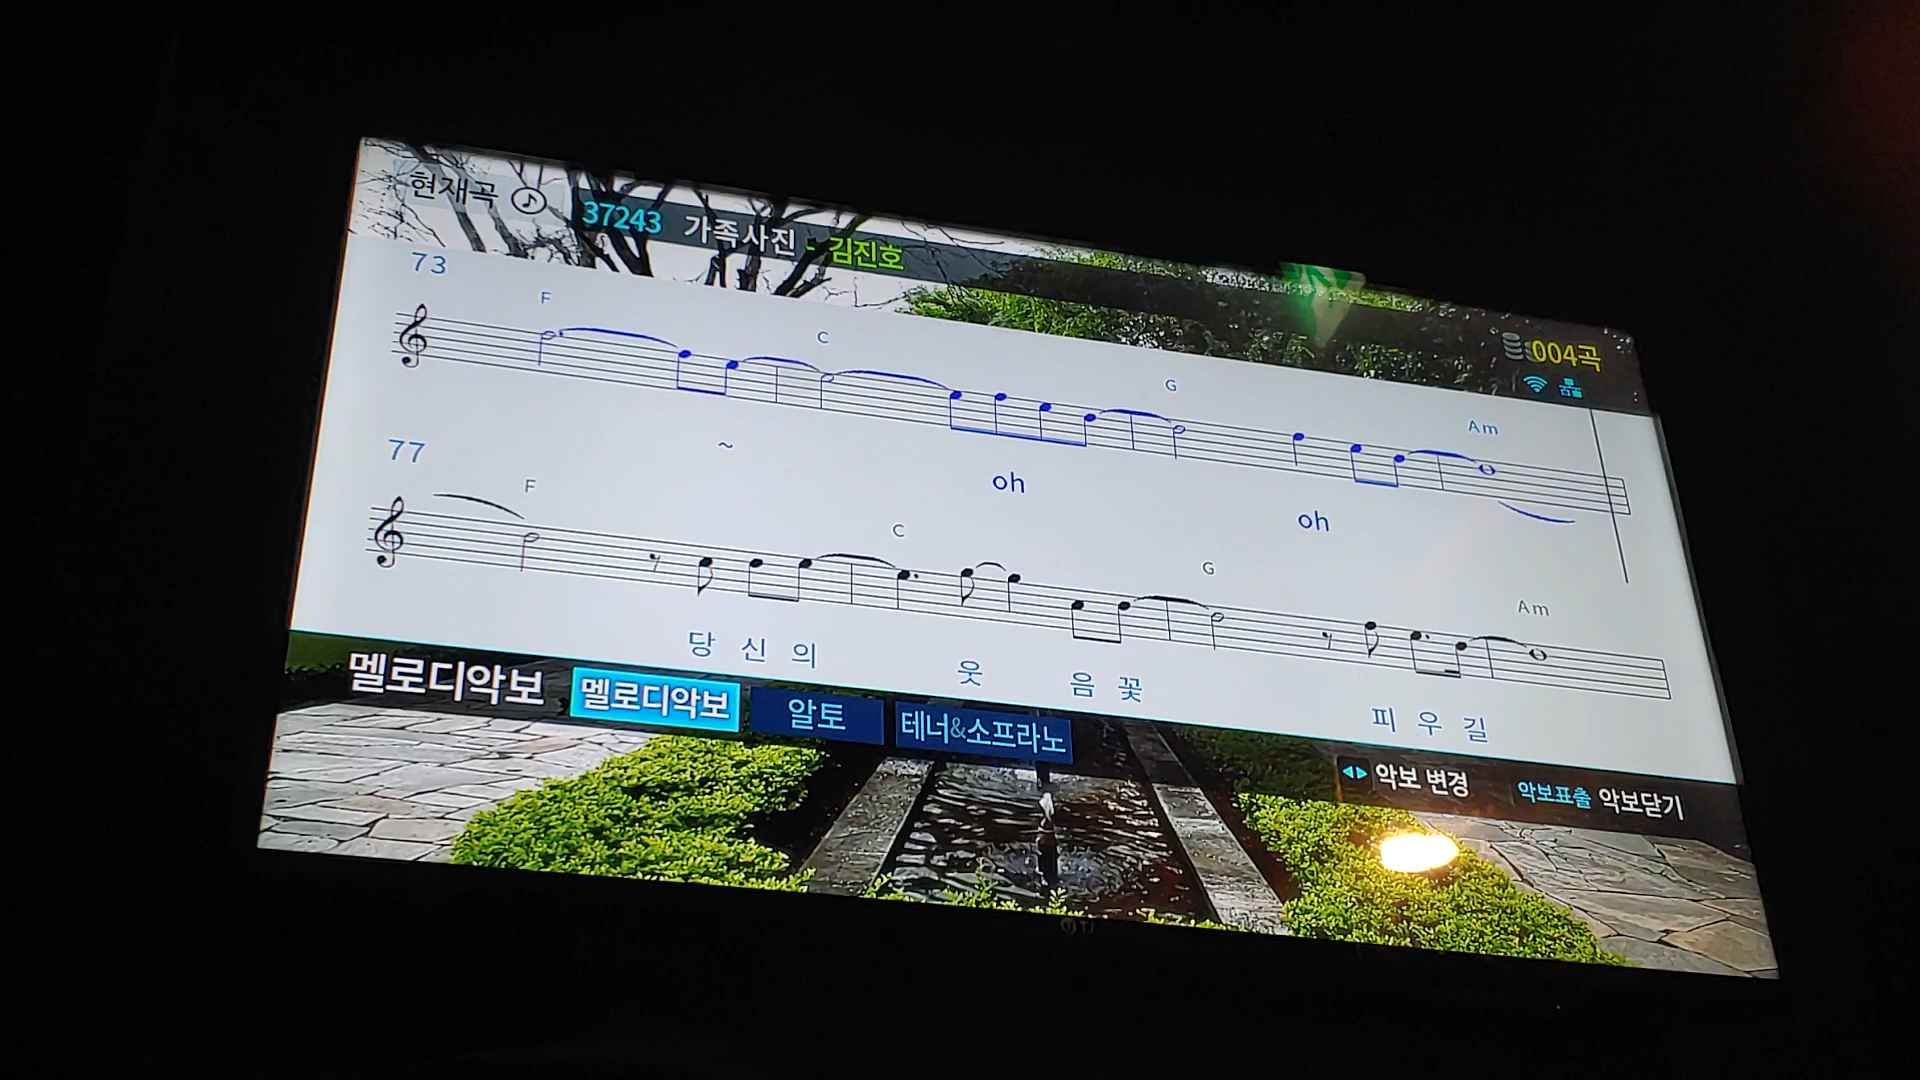 현재곡 37243 가족사진 - 김진호
004곡
73
F C G Am
~ oh oh
77
F C G Am
당 신 의 웃 음 꽃 피 우 길
멜로디악보 멜로디악보 알토 테너&소프라노
악보 변경 악보표출 악보닫기